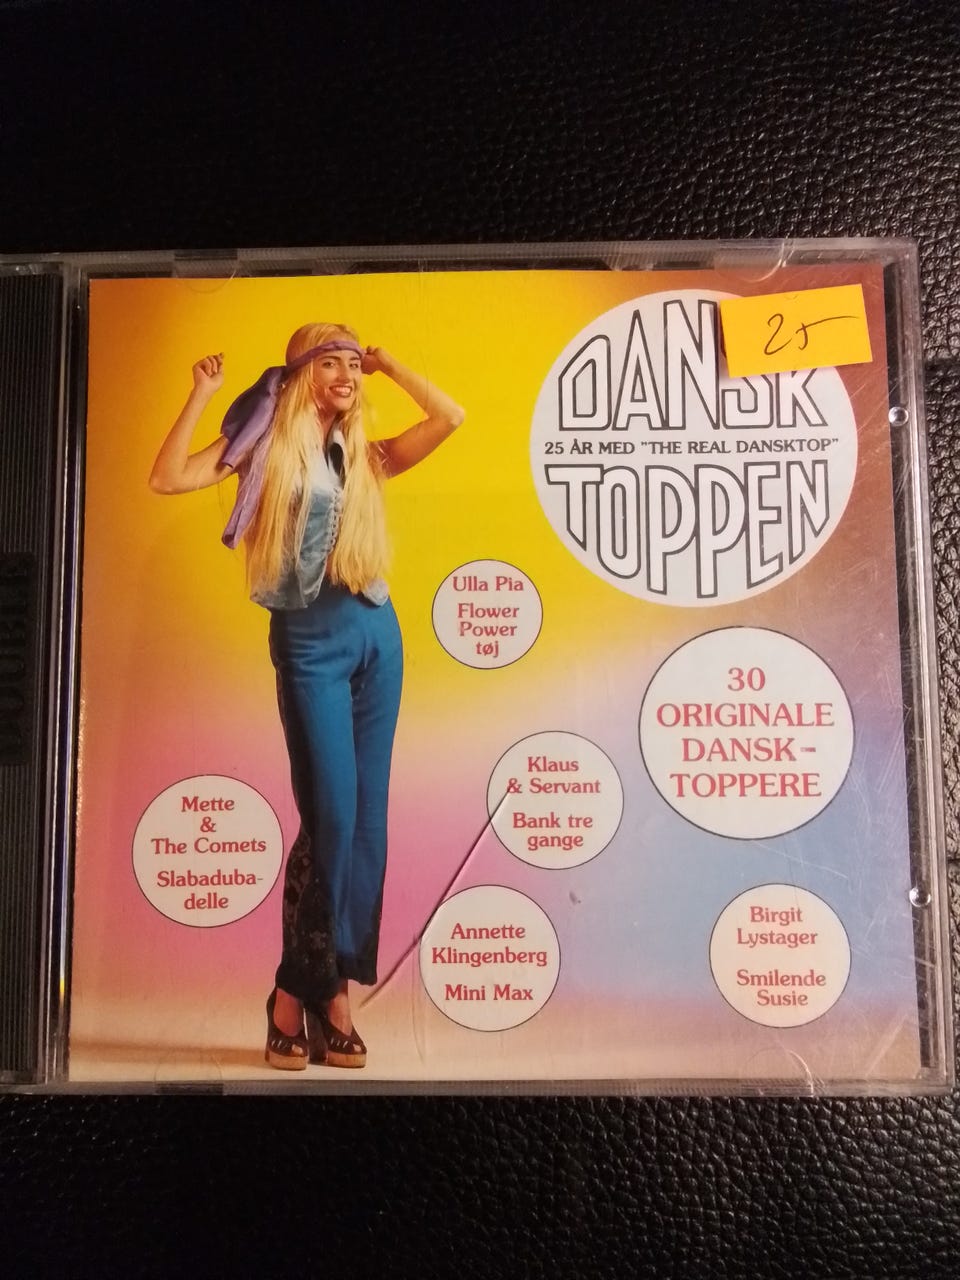 DANSK
25 ÅR MED "THE REAL DANSKTOP"
TOPPEN
25
Ulla Pia
Flower
Power
tøj
30
ORIGINALE
DANSK-
TOPPERE
Klaus
& Servant
Bank tre
gange
Mette
&
The Comets
Slabaduba-
delle
Annette
Klingenberg
Mini Max
Birgit
Lystager
Smilende
Susie